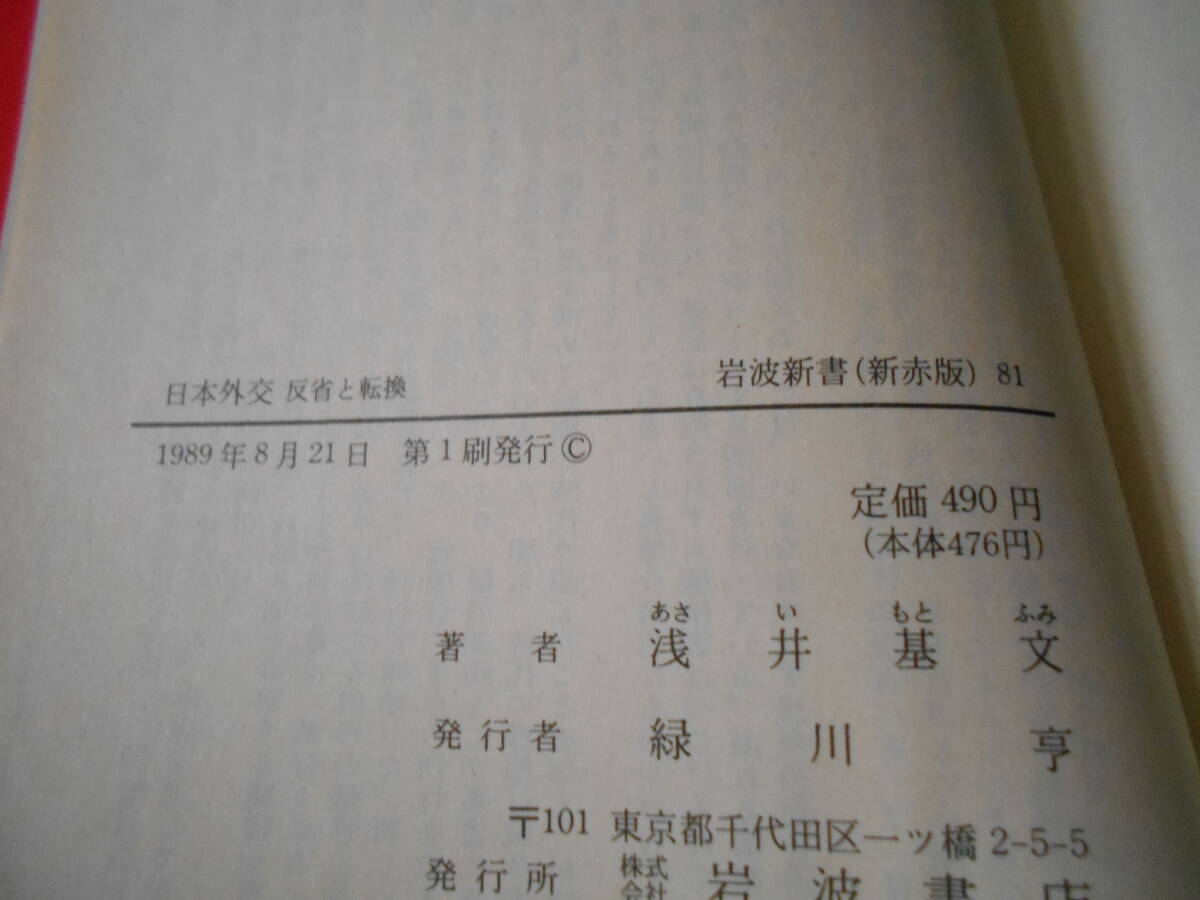 日本外交 反省と転換 岩波新書(新赤版) 81
1989年8月21日 第1刷発行©
定価 490 円
(本体476円)
あさ い もと ふみ
著 者 浅 井 基 文
発行者 緑 川 亨
〒101 東京都千代田区一ツ橋 2-5-5
発行所 株式会社 岩 波 書 店